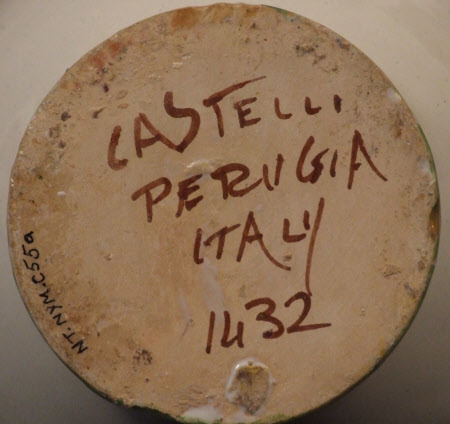 CASTELLI
PERUGIA
ITALY
1432
NT.NYM.C55a